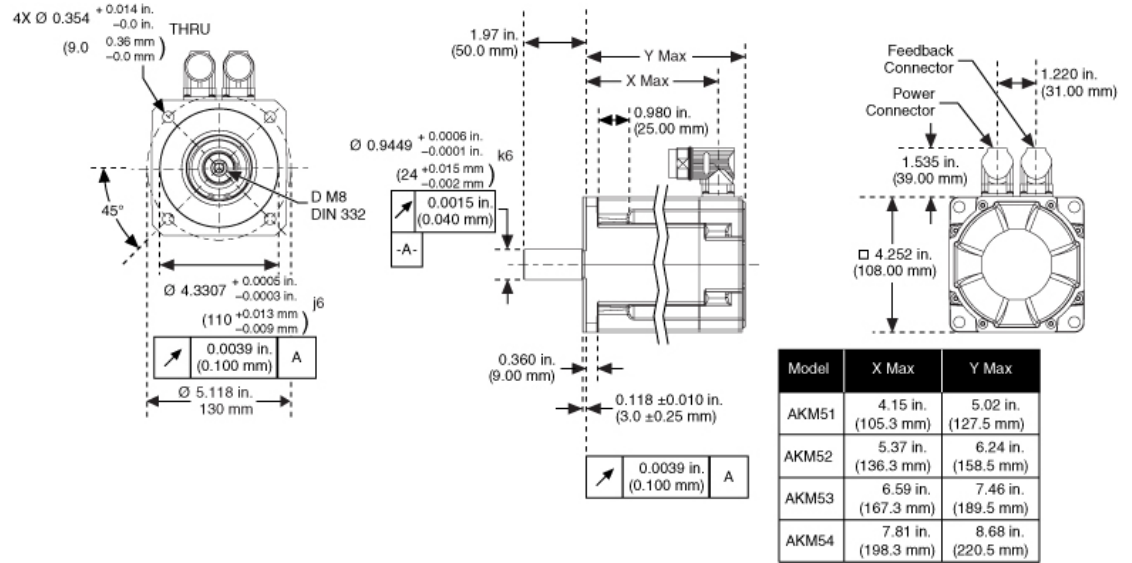 4X Ø 0.354 + 0.014 in. –0.0 in. THRU
(9.0 0.36 mm –0.0 mm )
45°
D M8
DIN 332
Ø 4.3307 + 0.0005 in. –0.0003 in.
(110 +0.013 mm –0.009 mm ) j6
0.0039 in.
(0.100 mm)
A
Ø 5.118 in.
130 mm
1.97 in.
(50.0 mm)
Y Max
X Max
0.980 in.
(25.00 mm)
Ø 0.9449 + 0.0006 in. –0.0001 in.
(24 +0.015 mm –0.002 mm ) k6
0.0015 in.
(0.040 mm)
-A-
0.360 in.
(9.00 mm)
0.118 ±0.010 in.
(3.0 ±0.25 mm)
0.0039 in.
(0.100 mm)
A
Feedback
Connector
Power
Connector
1.220 in.
(31.00 mm)
1.535 in.
(39.00 mm)
4.252 in.
(108.00 mm)
Model X Max Y Max
AKM51 4.15 in. (105.3 mm) 5.02 in. (127.5 mm)
AKM52 5.37 in. (136.3 mm) 6.24 in. (158.5 mm)
AKM53 6.59 in. (167.3 mm) 7.46 in. (189.5 mm)
AKM54 7.81 in. (198.3 mm) 8.68 in. (220.5 mm)